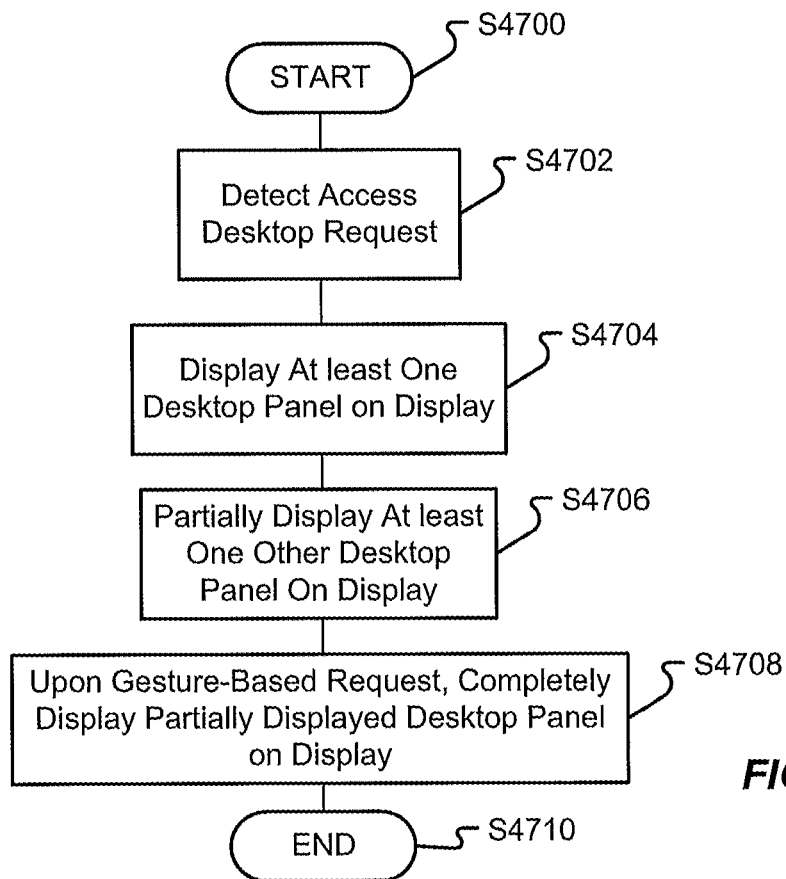 S4700
START
S4702
Detect Access
Desktop Request
S4704
Display At least One
Desktop Panel on Display
S4706
Partially Display At least
One Other Desktop
Panel On Display
S4708
Upon Gesture-Based Request, Completely
Display Partially Displayed Desktop Panel
on Display
S4710
END